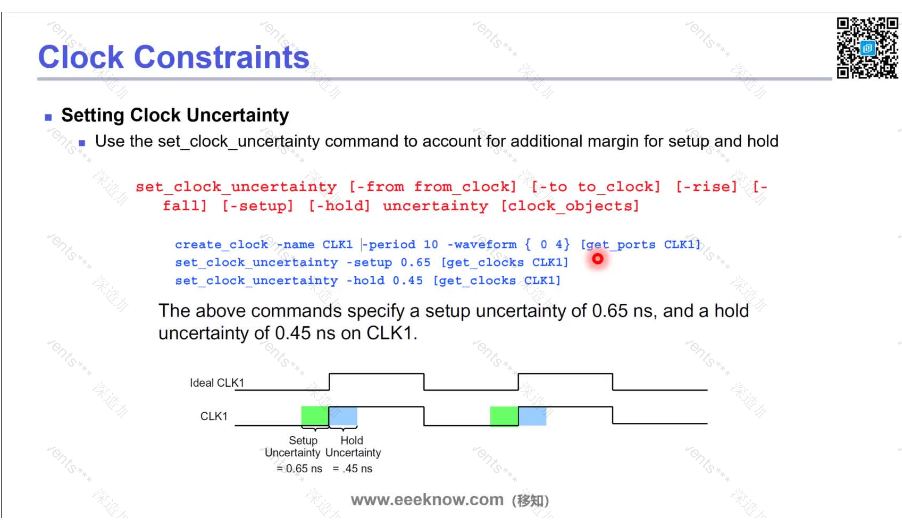 Clock Constraints
Setting Clock Uncertainty
Use the set_clock_uncertainty command to account for additional margin for setup and hold
set_clock_uncertainty [-from from_clock] [-to to_clock] [-rise] [-
fall] [-setup] [-hold] uncertainty [clock_objects]
create_clock -name CLK1 -period 10 -waveform { 0 4} [get_ports CLK1]
set_clock_uncertainty -setup 0.65 [get_clocks CLK1]
set_clock_uncertainty -hold 0.45 [get_clocks CLK1]
The above commands specify a setup uncertainty of 0.65 ns, and a hold
uncertainty of 0.45 ns on CLK1.
Ideal CLK1
CLK1
Setup Hold
Uncertainty Uncertainty
= 0.65 ns = .45 ns
www.eeeknow.com (移知)